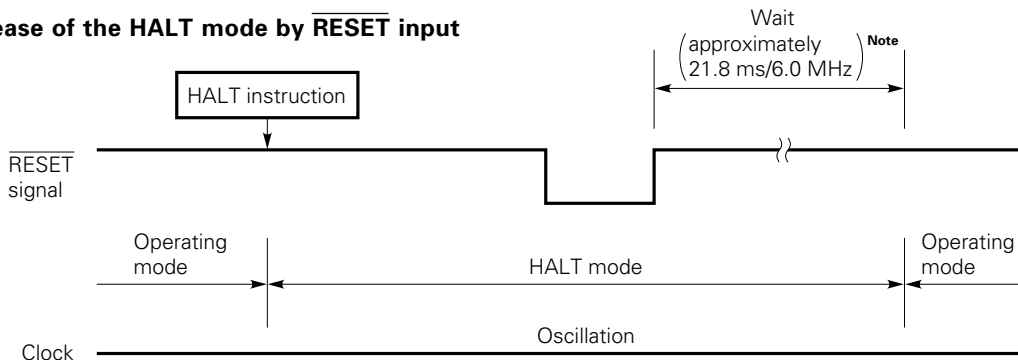 ease of the HALT mode by RESET input
Wait
(approximately
21.8 ms/6.0 MHz) Note
HALT instruction
RESET
signal
Operating
mode
HALT mode
Operating
mode
Oscillation
Clock